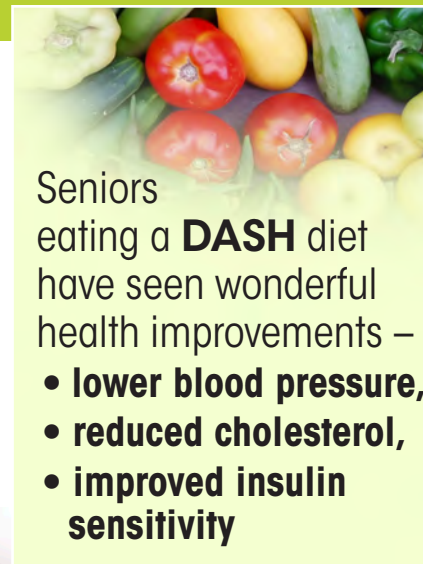 Seniors
eating a DASH diet
have seen wonderful
health improvements –
• lower blood pressure,
• reduced cholesterol,
• improved insulin
sensitivity